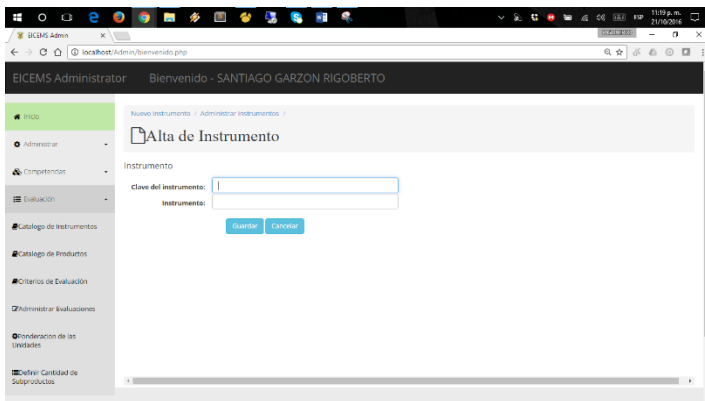 11:19 p. m.
ESP
21/10/2016
EICEMS Admin
localhost/Admin/bienvenido.php
EICEMS Administrator Bienvenido - SANTIAGO GARZON RIGOBERTO
Inicio
Administrar
Competencias
Evaluación
Catalogo de Instrumentos
Catalogo de Productos
Criterios de Evaluación
Administrar Evaluaciones
Ponderacion de las
Unidades
Definir Cantidad de
Subproductos
Nuevo Instrumento / Administrar Instrumentos /
Alta de Instrumento
Instrumento
Clave del instrumento:
Instrumento:
Guardar Cancelar